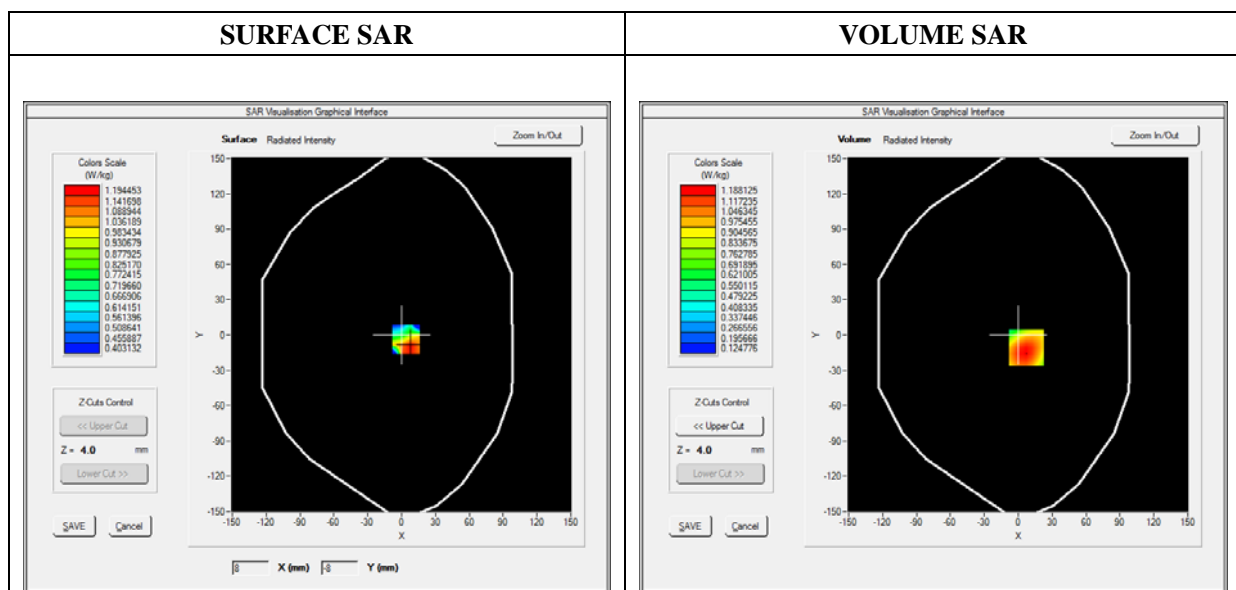 SURFACE SAR
VOLUME SAR
SAR Visualisation Graphical Interface
Surface Radiated Intensity
Zoom In/Out
Colors Scale
(W/kg)
1.194453
1.141698
1.088944
1.036189
0.983434
0.930679
0.877925
0.825170
0.772415
0.719660
0.666906
0.614151
0.561396
0.508641
0.455887
0.403132
Z-Cuts Control
<< Upper Cut
Z = 4.0 mm
Lower Cut >>
SAVE Cancel
Y
150
120
90
60
30
0
-30
-60
-90
-120
-150
-150 -120 -90 -60 -30 0 30 60 90 120 150
X
8 X (mm) -8 Y (mm)
SAR Visualisation Graphical Interface
Volume Radiated Intensity
Zoom In/Out
Colors Scale
(W/kg)
1.188125
1.117235
1.046345
0.975455
0.904565
0.833675
0.762785
0.691895
0.621005
0.550115
0.479225
0.408335
0.337446
0.266556
0.195666
0.124776
Z-Cuts Control
<< Upper Cut
Z = 4.0 mm
Lower Cut >>
SAVE Cancel
Y
150
120
90
60
30
0
-30
-60
-90
-120
-150
-150 -120 -90 -60 -30 0 30 60 90 120 150
X